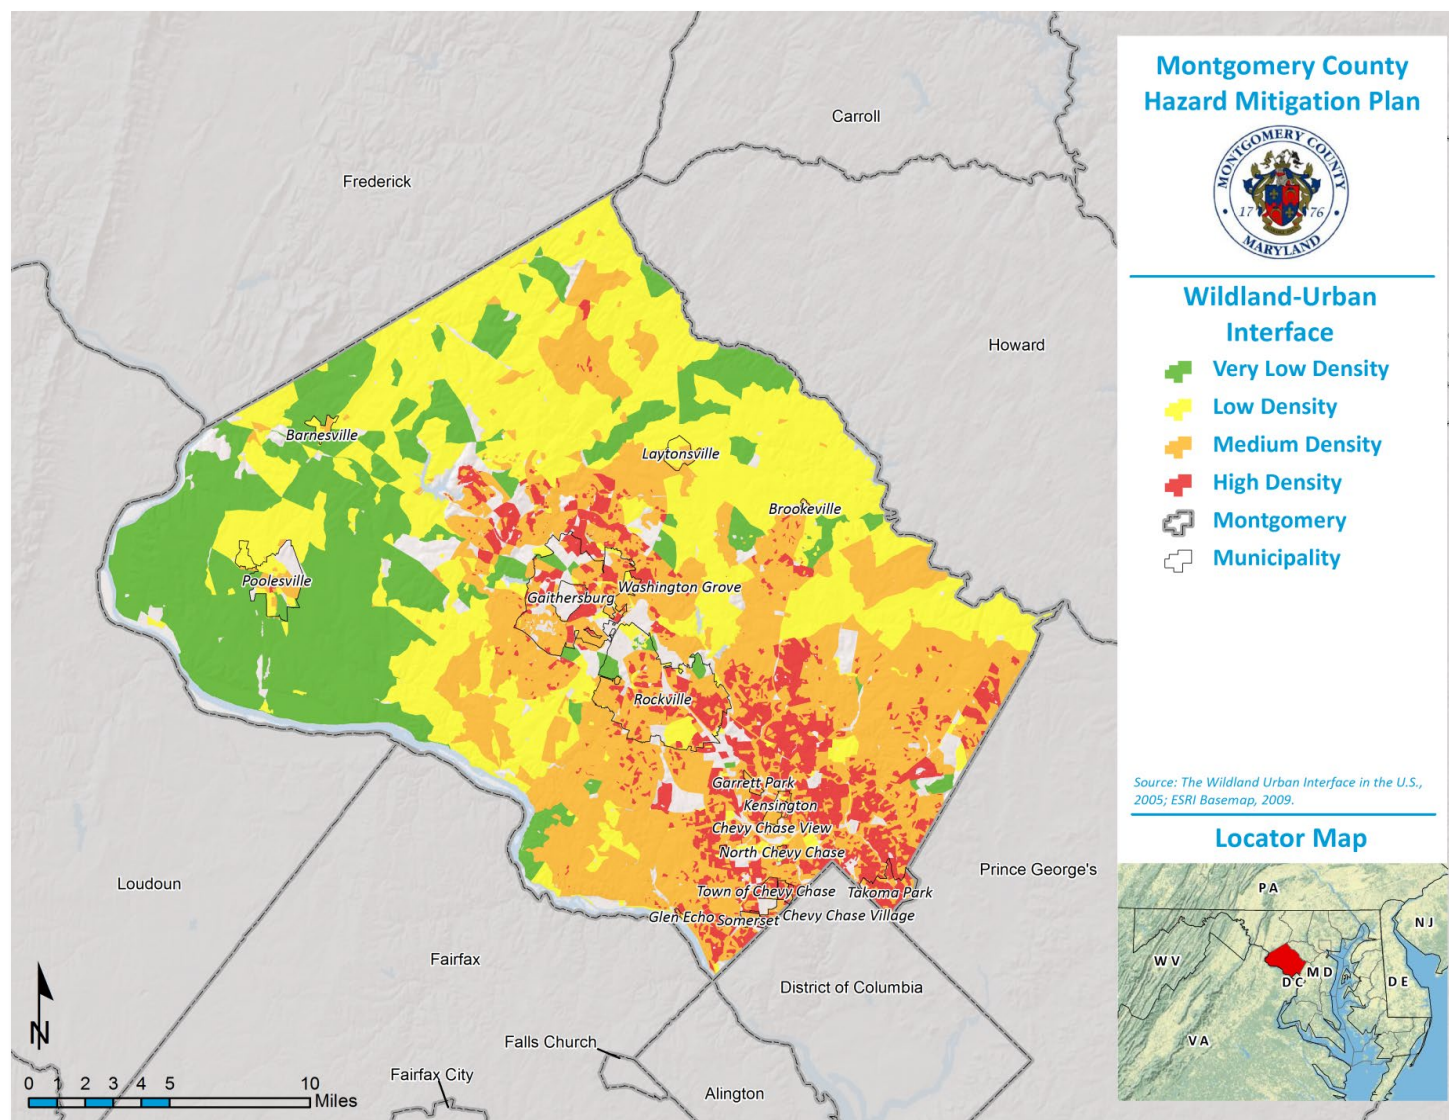 Montgomery County
Hazard Mitigation Plan
MONTGOMERY COUNTY
17 76
MARYLAND
Wildland-Urban
Interface
Very Low Density
Low Density
Medium Density
High Density
Montgomery
Municipality
Source: The Wildland Urban Interface in the U.S.,
2005; ESRI Basemap, 2009.
Locator Map
PA
NJ
WV
MD
DC
DE
VA
Carroll
Frederick
Howard
Barnesville
Laytonsville
Brookeville
Poolesville
Washington Grove
Gaithersburg
Rockville
Garrett Park
Kensington
Chevy Chase View
North Chevy Chase
Prince George's
Loudoun
Town of Chevy Chase
Takoma Park
Glen Echo
Somerset
Chevy Chase Village
Fairfax
District of Columbia
Falls Church
Fairfax City
Alington
N
0 1 2 3 4 5 10
Miles